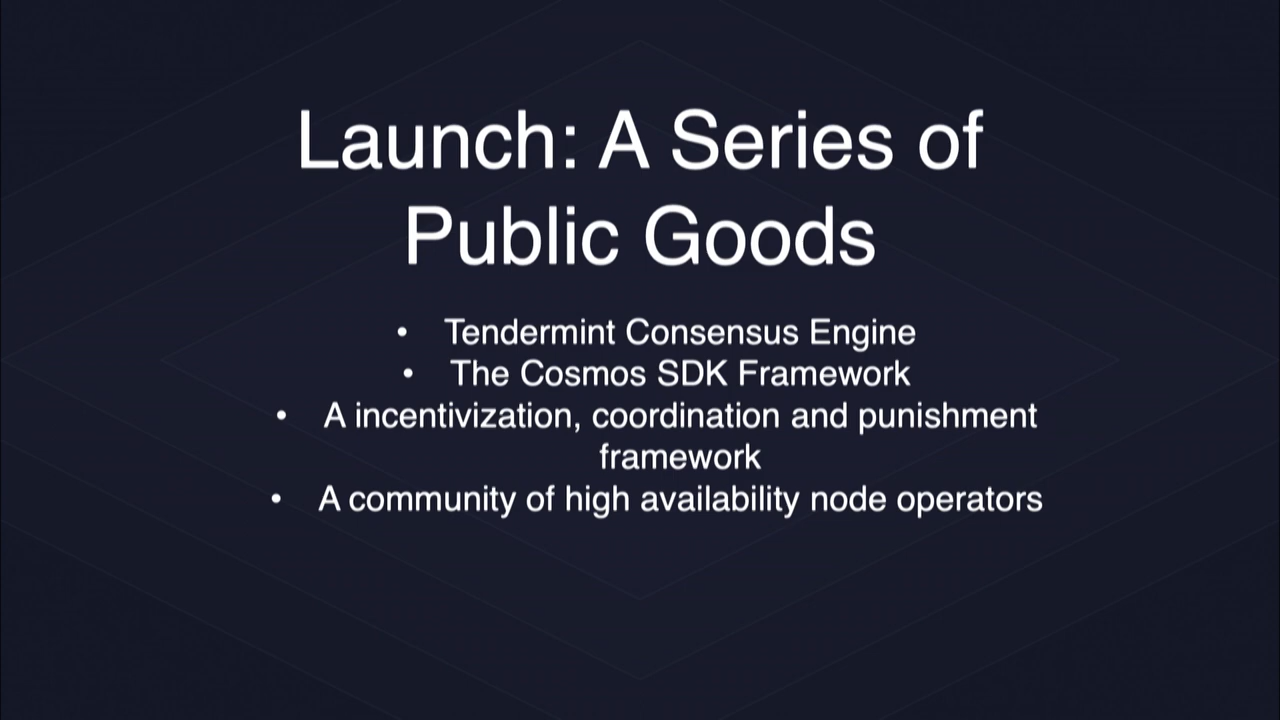 Launch: A Series of
Public Goods
• Tendermint Consensus Engine
• The Cosmos SDK Framework
• A incentivization, coordination and punishment
framework
• A community of high availability node operators